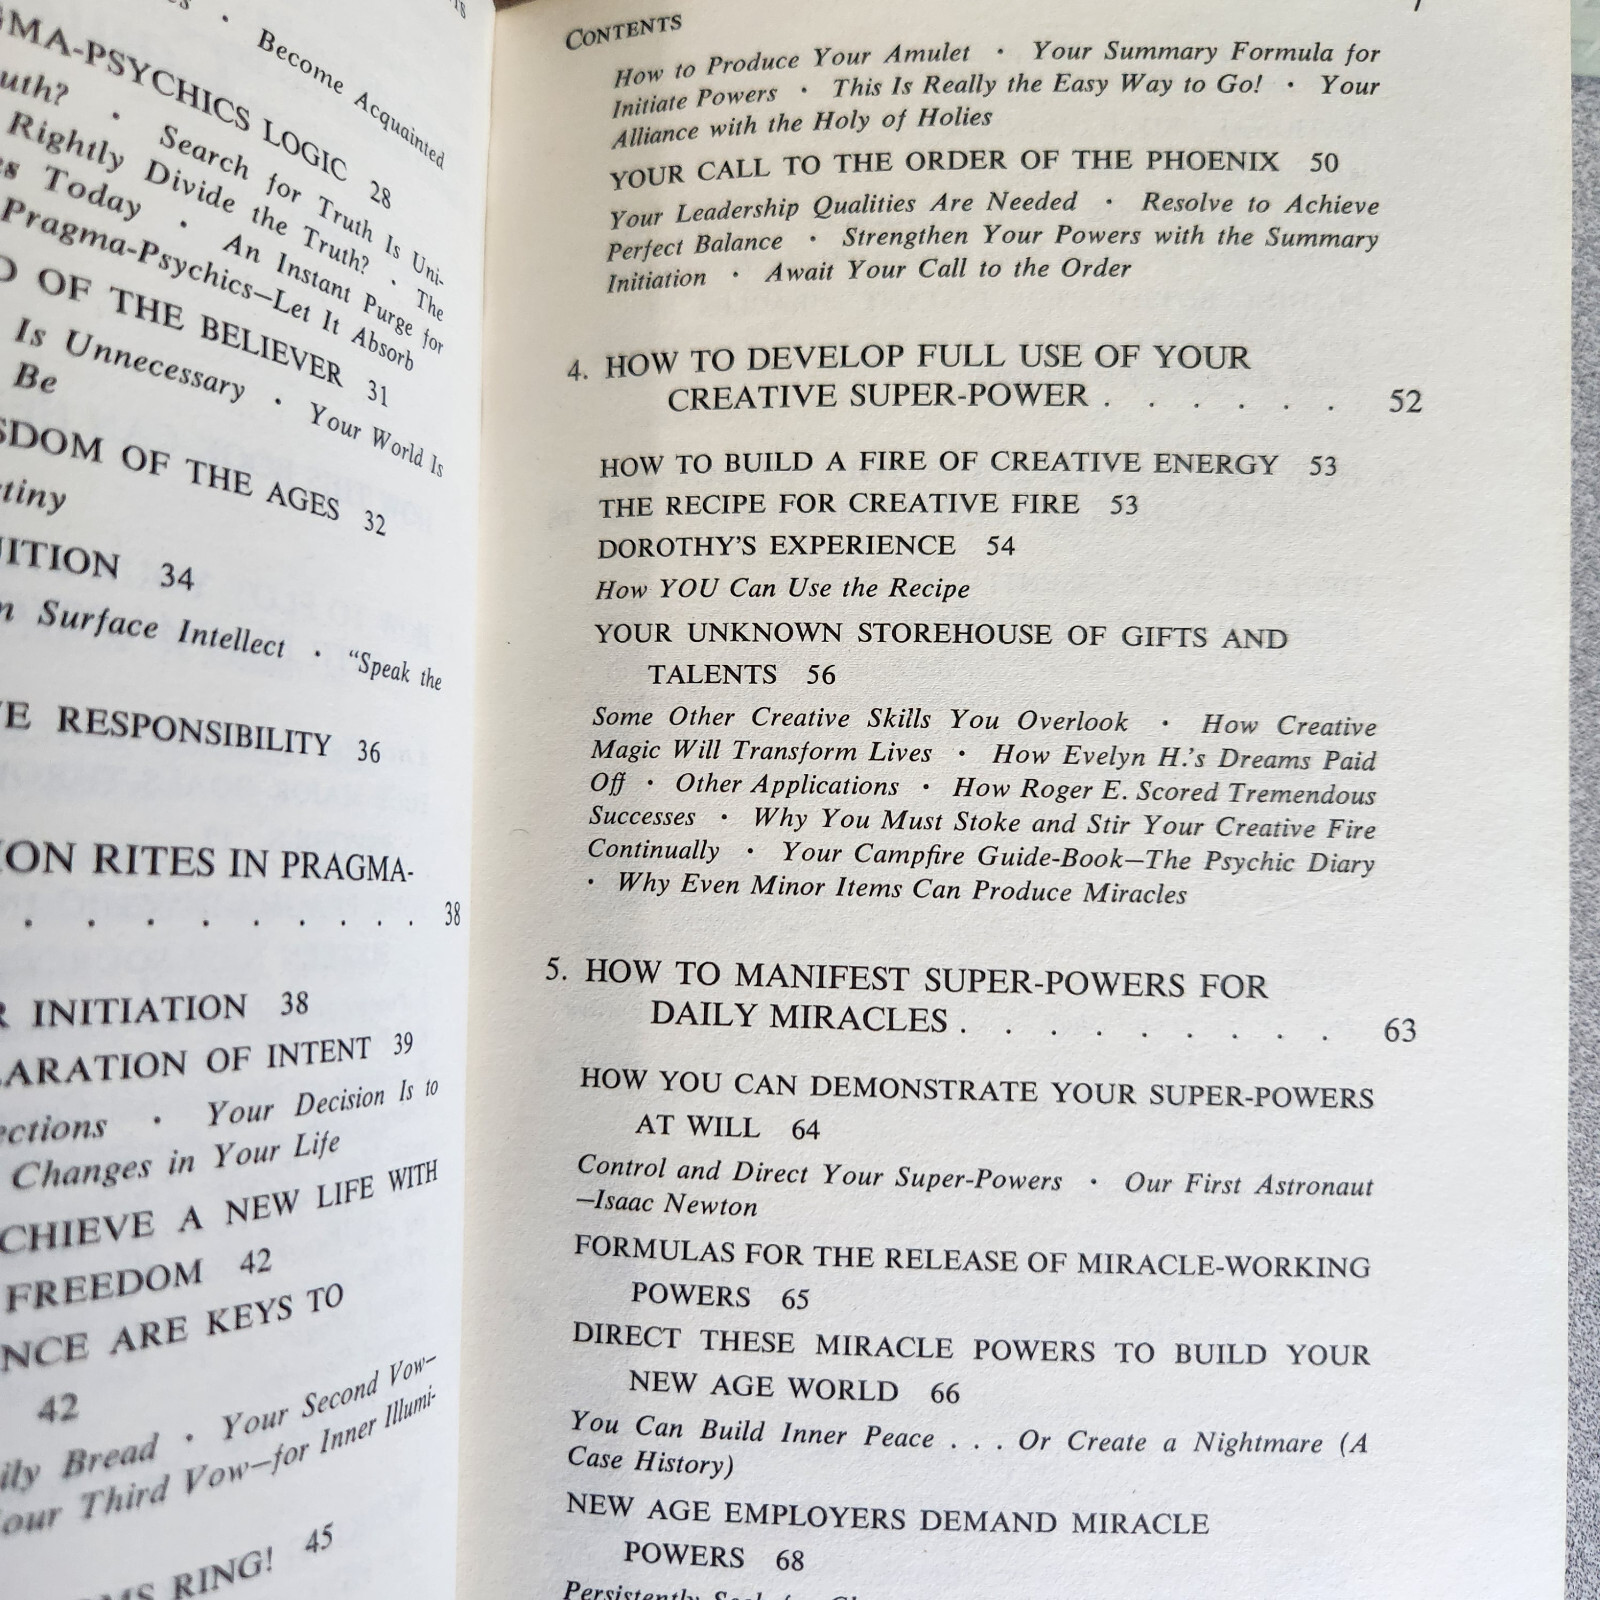 Become Acquainted
GMA-PSYCHICS LOGIC 28
uth? • Search for Truth Is Uni-
Rightly Divide the Truth? • The
s Today • An Instant Purge for
Pragma-Psychics—Let It Absorb
D OF THE BELIEVER 31
Is Unnecessary • Your World Is
Be
SDOM OF THE AGES 32
tiny
UITION 34
n Surface Intellect • “Speak the
VE RESPONSIBILITY 36
ION RITES IN PRAGMA-
. . . . . . . . 38
R INITIATION 38
LARATION OF INTENT 39
ections • Your Decision Is to
Changes in Your Life
CHIEVE A NEW LIFE WITH
FREEDOM 42
NCE ARE KEYS TO
42
ily Bread • Your Second Vow—
our Third Vow—for Inner Illumi-
RING! 45
CONTENTS
How to Produce Your Amulet • Your Summary Formula for
Initiate Powers • This Is Really the Easy Way to Go! • Your
Alliance with the Holy of Holies
YOUR CALL TO THE ORDER OF THE PHOENIX 50
Your Leadership Qualities Are Needed • Resolve to Achieve
Perfect Balance • Strengthen Your Powers with the Summary
Initiation • Await Your Call to the Order
4. HOW TO DEVELOP FULL USE OF YOUR
CREATIVE SUPER-POWER . . . . . . 52
HOW TO BUILD A FIRE OF CREATIVE ENERGY 53
THE RECIPE FOR CREATIVE FIRE 53
DOROTHY'S EXPERIENCE 54
How YOU Can Use the Recipe
YOUR UNKNOWN STOREHOUSE OF GIFTS AND
TALENTS 56
Some Other Creative Skills You Overlook • How Creative
Magic Will Transform Lives • How Evelyn H.'s Dreams Paid
Off • Other Applications • How Roger E. Scored Tremendous
Successes • Why You Must Stoke and Stir Your Creative Fire
Continually • Your Campfire Guide-Book—The Psychic Diary
• Why Even Minor Items Can Produce Miracles
5. HOW TO MANIFEST SUPER-POWERS FOR
DAILY MIRACLES . . . . . . . . . 63
HOW YOU CAN DEMONSTRATE YOUR SUPER-POWERS
AT WILL 64
Control and Direct Your Super-Powers • Our First Astronaut
—Isaac Newton
FORMULAS FOR THE RELEASE OF MIRACLE-WORKING
POWERS 65
DIRECT THESE MIRACLE POWERS TO BUILD YOUR
NEW AGE WORLD 66
You Can Build Inner Peace . . . Or Create a Nightmare (A
Case History)
NEW AGE EMPLOYERS DEMAND MIRACLE
POWERS 68
Persistently